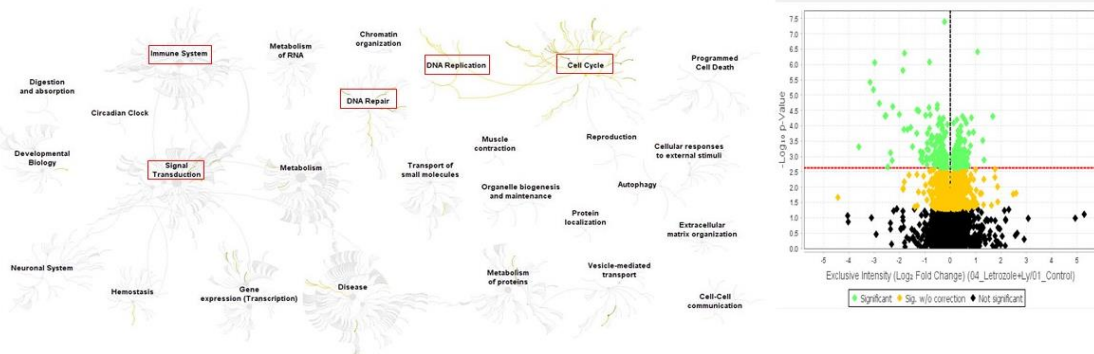 Immune System
Metabolism
of RNA
Chromatin
organization
DNA Replication
Cell Cycle
Programmed
Cell Death
Digestion
and absorption
Circadian Clock
DNA Repair
Developmental
Biology
Signal
Transduction
Metabolism
Muscle
contraction
Reproduction
Cellular responses
to external stimuli
Transport of
small molecules
Organelle biogenesis
and maintenance
Autophagy
Protein
localization
Extracellular
matrix organization
Neuronal System
Hemostasis
Gene
expression (Transcription)
Disease
Metabolism
of proteins
Vesicle-mediated
transport
Cell-Cell
communication
-Log₁₀ p-Value
7.5
7.0
6.5
6.0
5.5
5.0
4.5
4.0
3.5
3.0
2.5
2.0
1.5
1.0
0.5
0.0
-5 -4 -3 -2 -1 0 1 2 3 4 5
Exclusive Intensity (Log₂ Fold Change) (04_Letrozole+Ly/01_Control)
Significant Sig. w/o correction Not significant